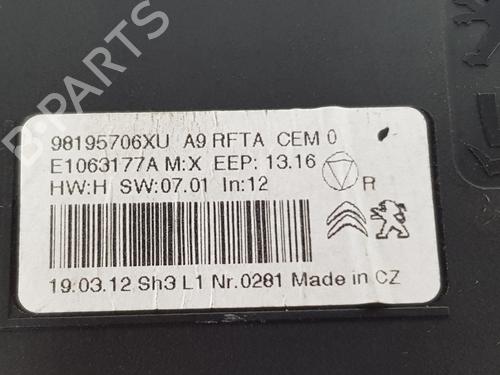 B-PARTS
98195706XU A9 RFTA CEM 0
E1063177A M:X EEP: 13.16
HW:H SW:07.01 In:12
R
19.03.12 Sh3 L1 Nr.0281 Made in CZ